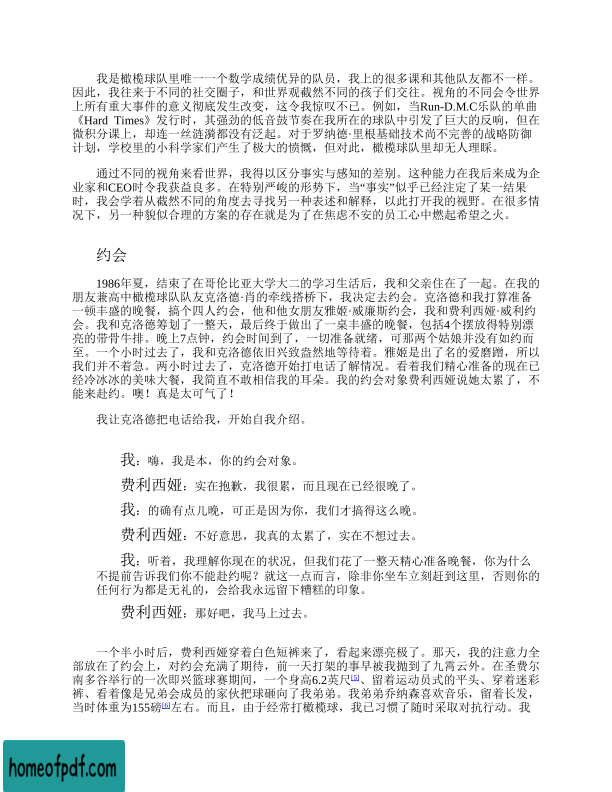 我是橄榄球队里唯一一个数学成绩优异的队员，我上的很多课和其他队友都不一样。
因此，我往来于不同的社交圈子，和世界观截然不同的孩子们交往。视角的不同会令世界
上所有重大事件的意义彻底发生改变，这令我惊叹不已。例如，当Run-D.M.C乐队的单曲
《Hard Times》发行时，其强劲的低音鼓节奏在我所在的球队中引发了巨大的反响，但在
微积分课上，却连一丝涟漪都没有泛起。对于罗纳德·里根基础技术尚不完善的战略防御
计划，学校里的小科学家们产生了极大的愤慨，但对此，橄榄球队里却无人理睬。
通过不同的视角来看世界，我得以区分事实与感知的差别。这种能力在我后来成为企
业家和CEO时令我获益良多。在特别严峻的形势下，当“事实”似乎已经注定了某一结果
时，我会学着从截然不同的角度去寻找另一种表述和解释，以此打开我的视野。在很多情
况下，另一种貌似合理的方案的存在就是为了在焦虑不安的员工心中燃起希望之火。
约会
1986年夏，结束了在哥伦比亚大学大二的学习生活后，我和父亲住在了一起。在我的
朋友兼高中橄榄球队队友克洛德·肖的牵线搭桥下，我决定去约会。克洛德和我打算准备
一顿丰盛的晚餐，搞个四人约会，他和他女朋友雅姬·威廉斯约会，我和费利西娅·威利约
会。我和克洛德筹划了一整天，最后终于做出了一桌丰盛的晚餐，包括4个摆放得特别漂
亮的带骨牛排。晚上7点钟，约会时间到了，一切准备就绪，可那两个姑娘并没有如约而
至。一个小时过去了，我和克洛德依旧兴致盎然地等待着。雅姬是出了名的爱磨蹭，所以
我们并不着急。两小时过去了，克洛德开始打电话了解情况。看着我们精心准备的现在已
经冷冰冰的美味大餐，我简直不敢相信我的耳朵。我的约会对象费利西娅说她太累了，不
能来赴约。噢！真是太可气了！
我让克洛德把电话给我，开始自我介绍。
我：嗨，我是本，你的约会对象。
费利西娅：实在抱歉，我很累，而且现在已经很晚了。
我：的确有点儿晚，可正是因为你，我们才搞得这么晚。
费利西娅：不好意思，我真的太累了，实在不想过去。
我：听着，我理解你现在的状况，但我们花了一整天精心准备晚餐，你为什么
不提前告诉我们你不能赴约呢？就这一点而言，除非你坐车立刻赶到这里，否则你的
任何行为都是无礼的，会给我永远留下糟糕的印象。
费利西娅：那好吧，我马上过去。
一个半小时后，费利西娅穿着白色短裤来了，看起来漂亮极了。那天，我的注意力全
部放在了约会上，对约会充满了期待，前一天打架的事早被我抛到了九霄云外。在圣费尔
南多谷举行的一次即兴篮球赛期间，一个身高6.2英尺[5]、留着运动员式的平头、穿着迷彩
裤、看着像是兄弟会成员的家伙把球砸向了我弟弟。我弟弟乔纳森喜欢音乐，留着长发，
当时体重为155磅[6]左右。而且，由于经常打橄榄球，我已习惯了随时采取对抗行动。我
homeofpdf.com